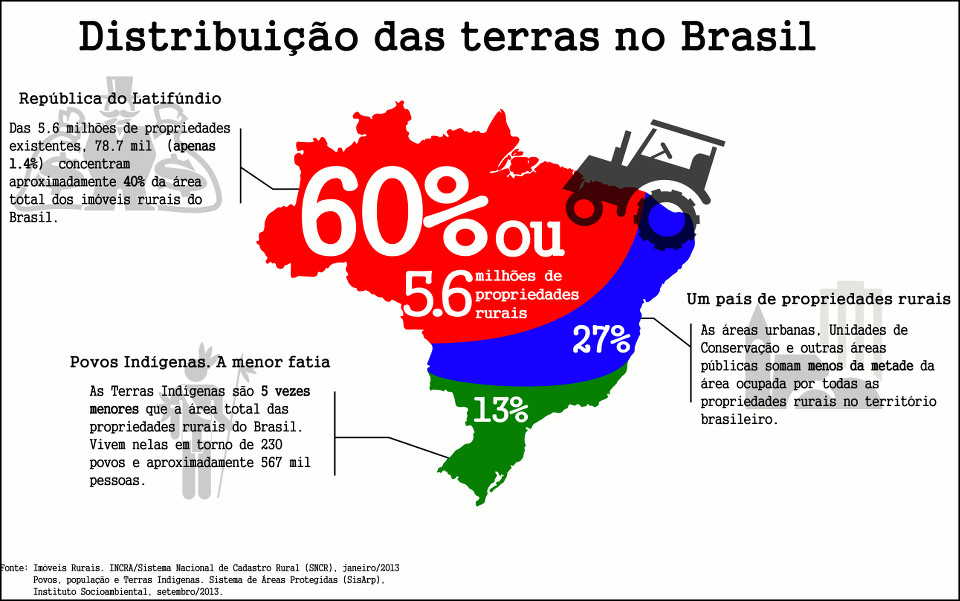 Distribuição das terras no Brasil
República do Latifúndio
Das 5.6 milhões de propriedades
existentes, 78.7 mil (apenas
1.4%) concentram
aproximadamente 40% da área
total dos imóveis rurais do
Brasil.
60% ou
5.6 milhões de
propriedades
rurais
27%
13%
Um país de propriedades rurais
As áreas urbanas, Unidades de
Conservação e outras áreas
públicas somam menos da metade da
área ocupada por todas as
propriedades rurais no território
brasileiro.
Povos Indígenas. A menor fatia
As Terras Indígenas são 5 vezes
menores que a área total das
propriedades rurais do Brasil.
Vivem nelas em torno de 230
povos e aproximadamente 567 mil
pessoas.
Fonte: Imóveis Rurais. INCRA/Sistema Nacional de Cadastro Rural (SNCR), janeiro/2013
Povos, população e Terras Indígenas. Sistema de Áreas Protegidas (SisArp),
Instituto Socioambiental, setembro/2013.